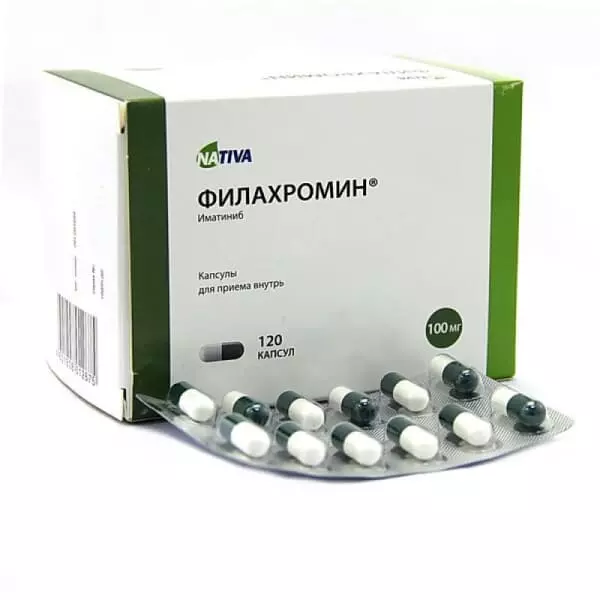 NATIVA
ФИЛАХРОМИН®
Иматиниб
Капсулы
для приема внутрь
120
КАПСУЛ
100 мг